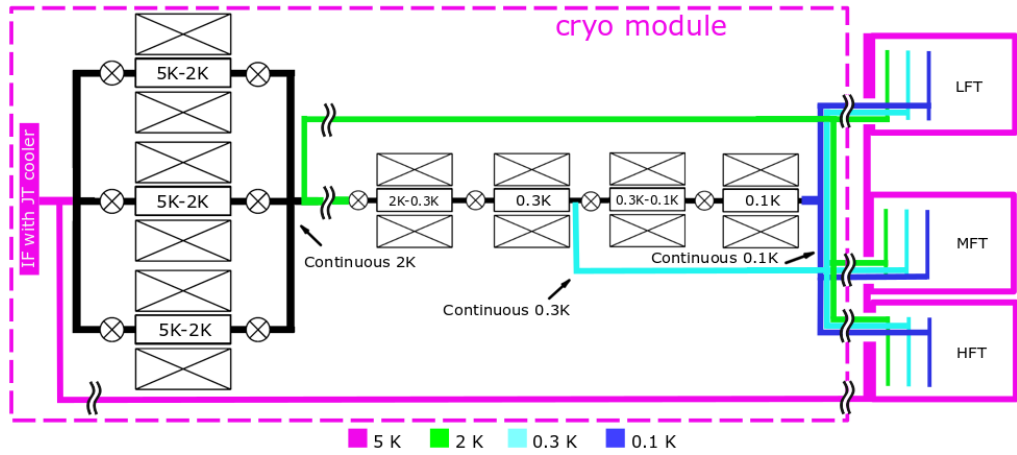 cryo module
5K-2K
LFT
IF with JT cooler
5K-2K
2K-0.3K
0.3K
0.3K-0.1K
0.1K
Continuous 2K
Continuous 0.1K
MFT
Continuous 0.3K
5K-2K
HFT
5 K
2 K
0.3 K
0.1 K